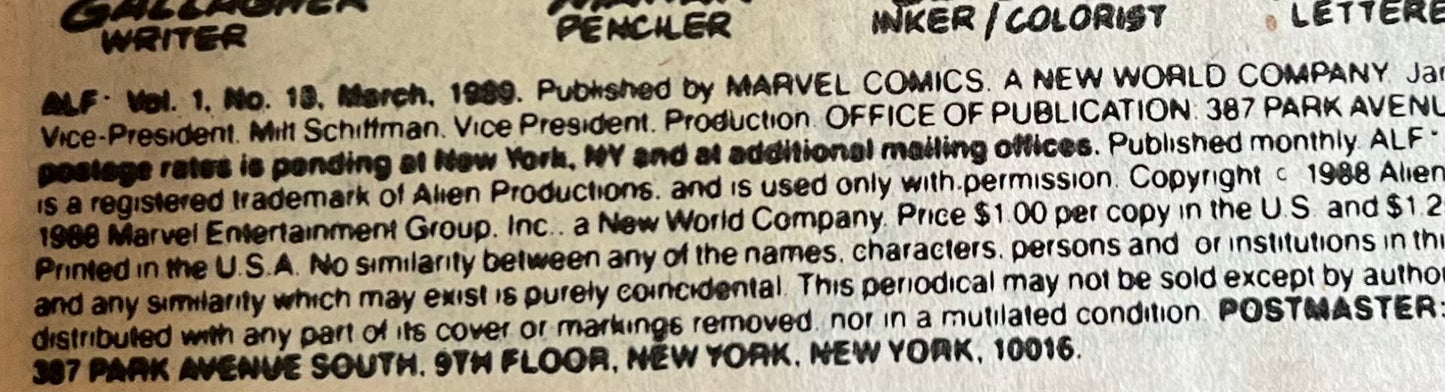 GALLAGHER
WRITER PENCILER INKER / COLORIST LETTERE
ALF· Vol. 1, No. 13, March, 1989. Published by MARVEL COMICS. A NEW WORLD COMPANY. Jar
Vice-President. Milt Schiffman, Vice President, Production. OFFICE OF PUBLICATION: 387 PARK AVENU
postage rates is pending at New York, NY and at additional mailing offices. Published monthly. ALF·
is a registered trademark of Alien Productions, and is used only with permission. Copyright c 1988 Alien
1988 Marvel Entertainment Group, Inc., a New World Company. Price $1.00 per copy in the U.S. and $1.2
Printed in the U.S.A. No similarity between any of the names, characters, persons and or institutions in thi
and any similarity which may exist is purely coincidental. This periodical may not be sold except by author
distributed with any part of its cover or markings removed, nor in a mutilated condition. POSTMASTER:
387 PARK AVENUE SOUTH, 9TH FLOOR, NEW YORK, NEW YORK, 10016.